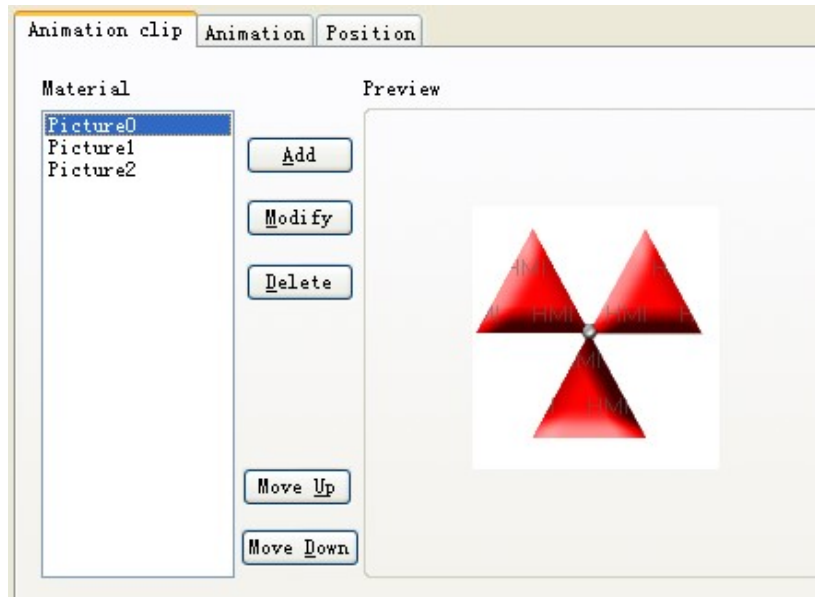 Animation clip Animation Position
Material Preview
Picture0
Picture1
Picture2
Add
Modify
Delete
Move Up
Move Down
HMI
HMI HMI
HMI
HMI